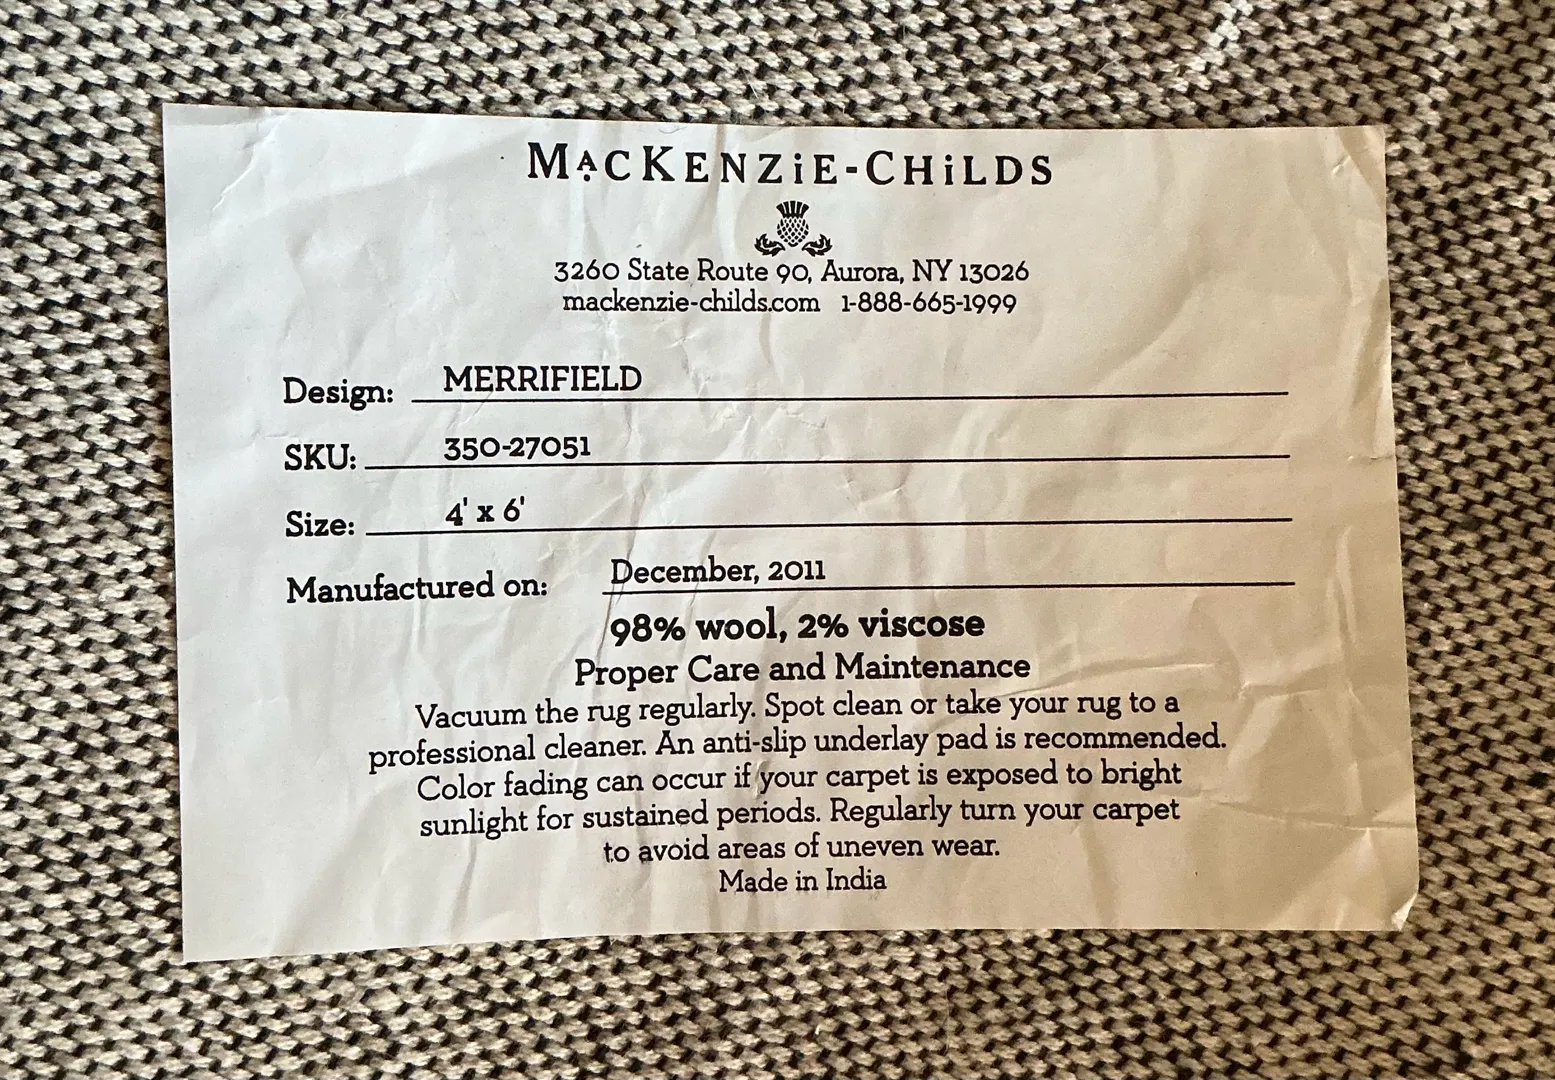 MACKENZiE-CHiLDS
3260 State Route 90, Aurora, NY 13026
mackenzie-childs.com 1-888-665-1999
Design: MERRIFIELD
SKU: 350-27051
Size: 4' x 6'
Manufactured on: December, 2011
98% wool, 2% viscose
Proper Care and Maintenance
Vacuum the rug regularly. Spot clean or take your rug to a
professional cleaner. An anti-slip underlay pad is recommended.
Color fading can occur if your carpet is exposed to bright
sunlight for sustained periods. Regularly turn your carpet
to avoid areas of uneven wear.
Made in India